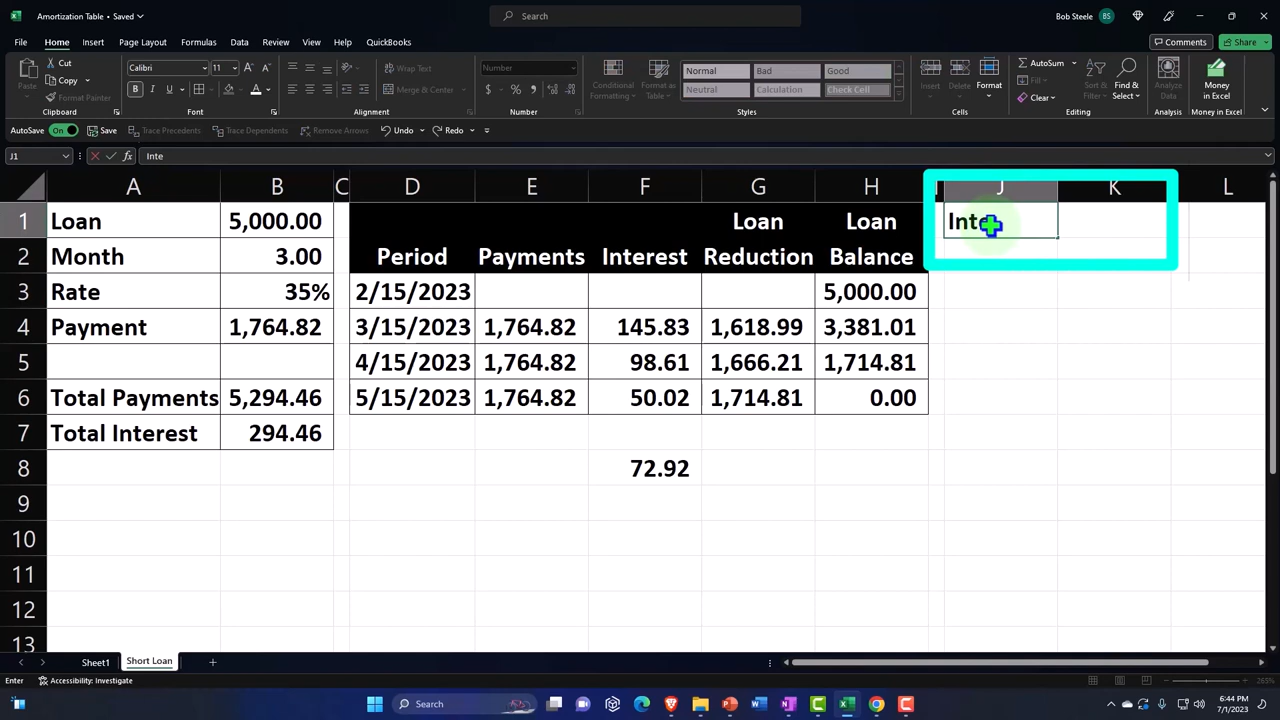 Amortization Table • Saved
Search
Bob Steele BS
File Home Insert Page Layout Formulas Data Review View Help QuickBooks
Comments Share
Paste Cut Copy Format Painter
Clipboard
Calibri 11
B I U A
Font
Wrap Text
Merge & Center
Alignment
Number
$ %
Number
Conditional Formatting Format as Table
Normal Bad Good
Neutral Calculation Check Cell
Styles
Insert Delete Format
Cells
AutoSum Fill Clear
Sort & Filter Find & Select
Editing
Analyze Data
Analysis
Money in Excel
Money in Excel
AutoSave On Save Trace Precedents Trace Dependents Remove Arrows Undo Redo
J1 fx Inte
A B C D E F G H J K L
1 Loan 5,000.00 Loan Loan Inte
2 Month 3.00 Period Payments Interest Reduction Balance
3 Rate 35% 2/15/2023 5,000.00
4 Payment 1,764.82 3/15/2023 1,764.82 145.83 1,618.99 3,381.01
5 4/15/2023 1,764.82 98.61 1,666.21 1,714.81
6 Total Payments 5,294.46 5/15/2023 1,764.82 50.02 1,714.81 0.00
7 Total Interest 294.46
8 72.92
9
10
11
12
13
Sheet1 Short Loan
Enter Accessibility: Investigate 265%
Search
6:44 PM
7/1/2023